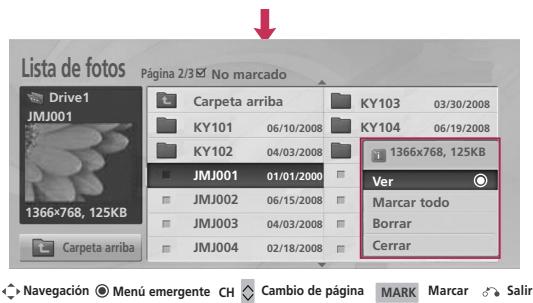 Lista de fotos Página 2/3 No marcado
Drive1
JMJ001
1366×768, 125KB
Carpeta arriba
Carpeta arriba
KY101 06/10/2008
KY102 04/03/2008
JMJ001 01/01/2000
JMJ002 06/15/2008
JMJ003 04/03/2008
JMJ004 02/18/2008
KY103 03/30/2008
KY104 06/19/2008
1366x768, 125KB
Ver
Marcar todo
Borrar
Cerrar
Navegación Menú emergente CH Cambio de página MARK Marcar Salir